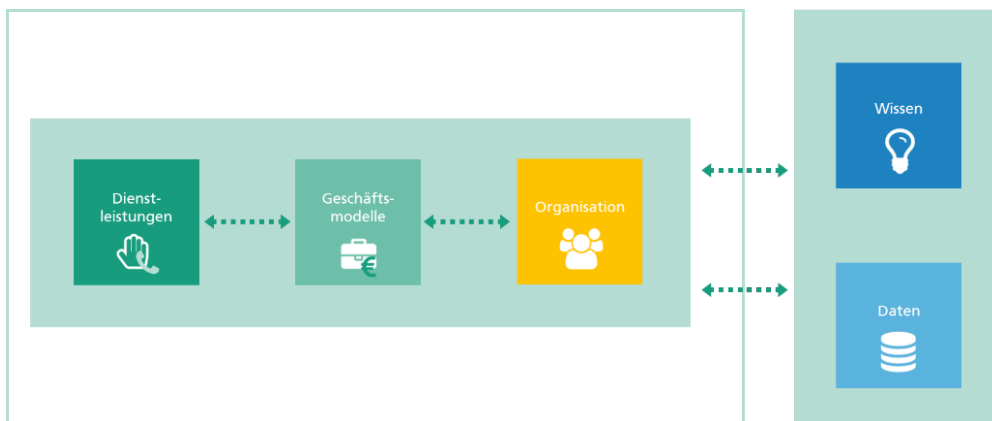 Dienst-
leistungen
Geschäfts-
modelle
€
Organisation
Wissen
Daten